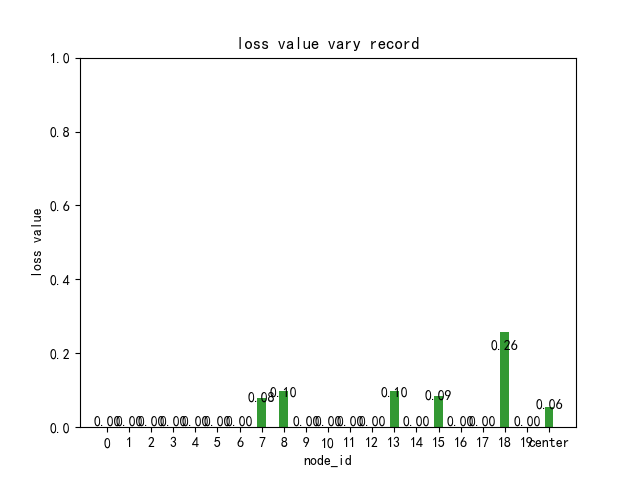 loss value vary record
1.0
0.8
0.6
0.4
0.2
0.0
loss value
0.00 0.00 0.00 0.00 0.00 0.00 0.00 0.08 0.10 0.00 0.00 0.00 0.00 0.10 0.00 0.09 0.00 0.00 0.26 0.00 0.06
0 1 2 3 4 5 6 7 8 9 10 11 12 13 14 15 16 17 18 19 center
node_id